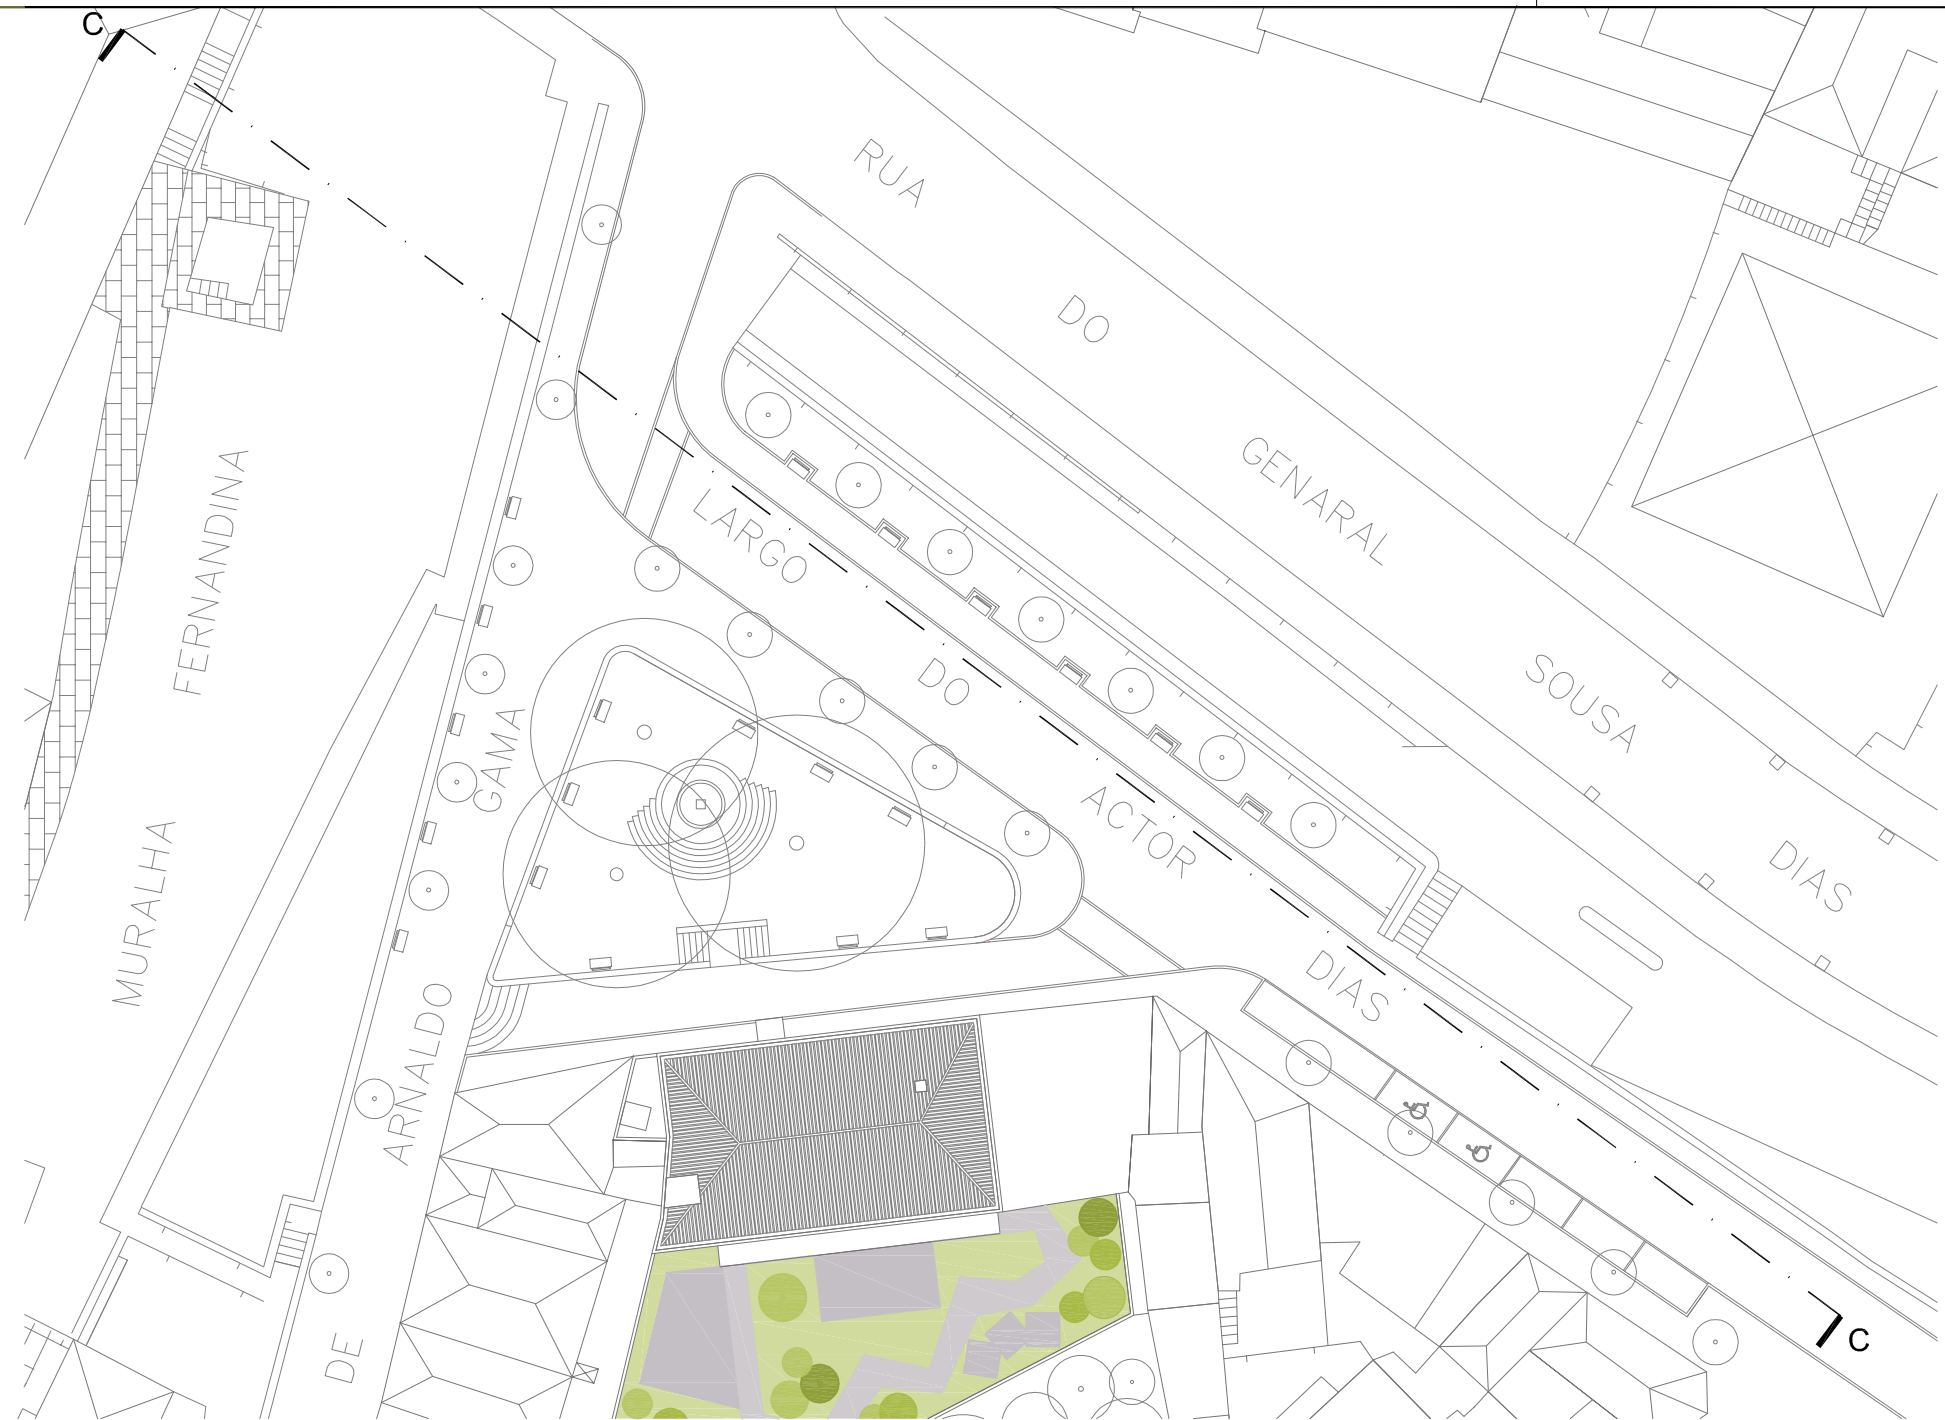 C
RUA DO GENARAL SOUSA DIAS
LARGO DO ACTOR DIAS
MURALHA FERNANDINA
DE ARNALDO GAMA
C